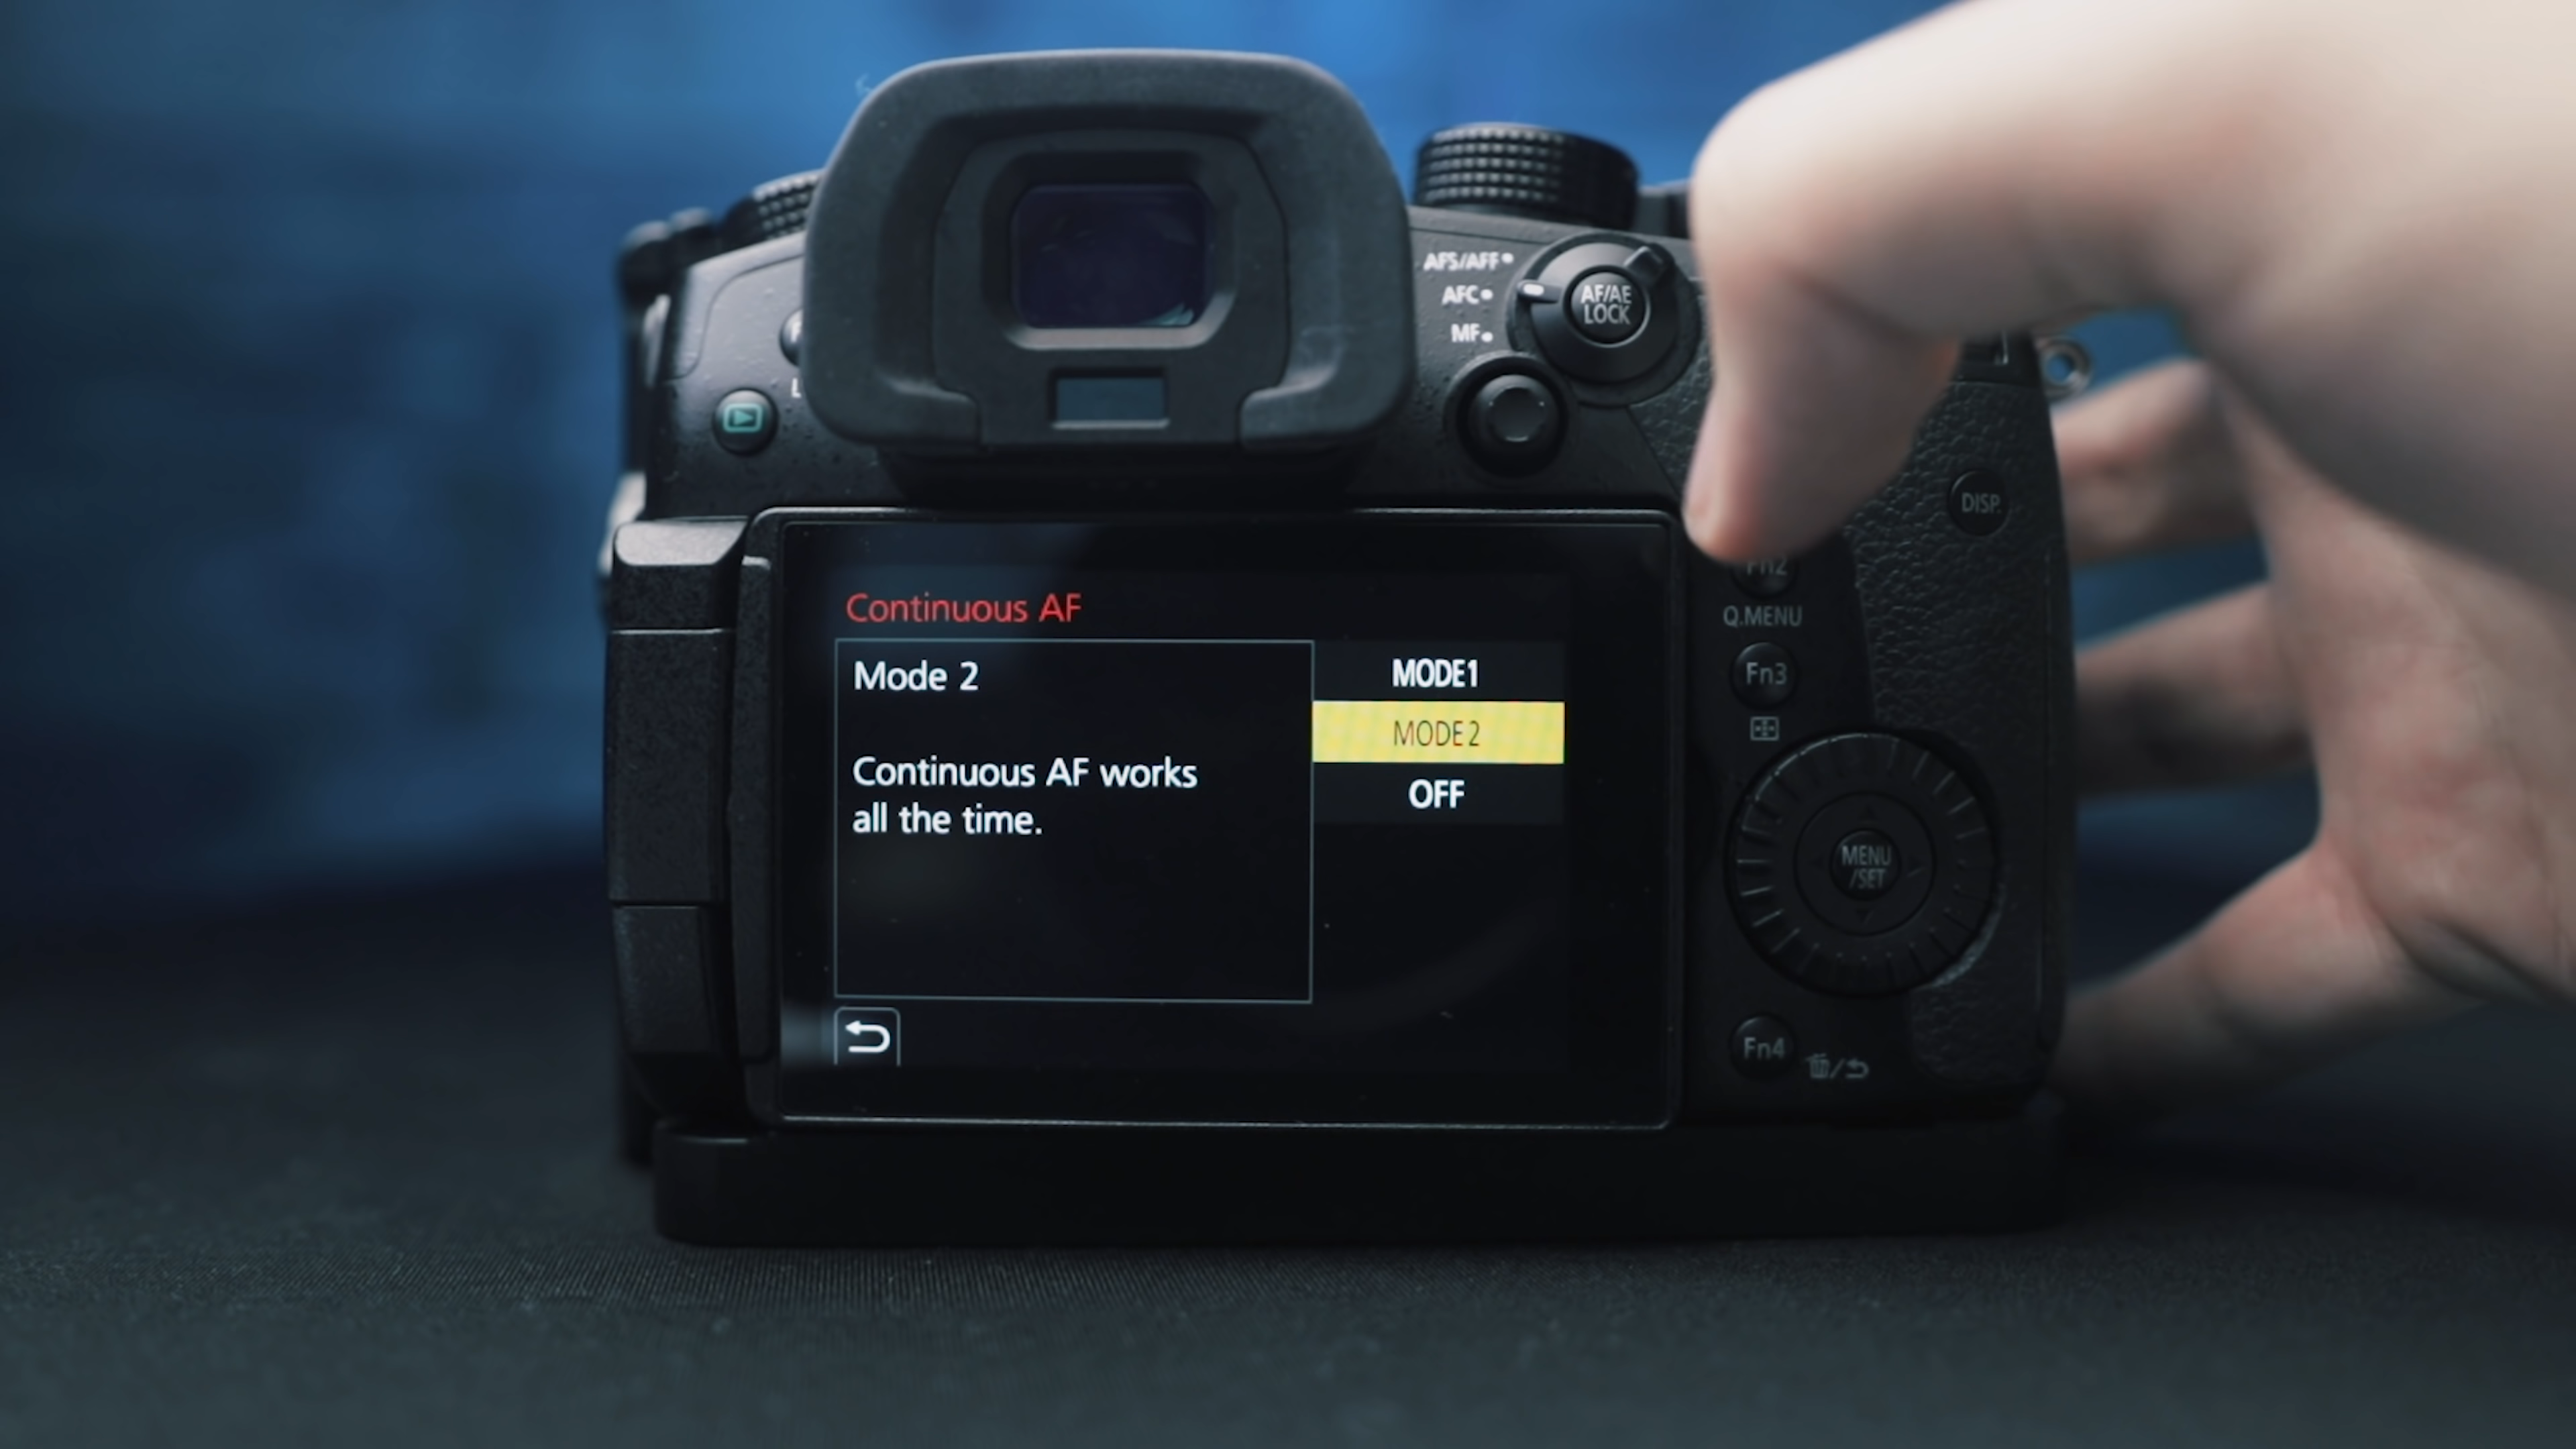 AFS/AFF
AFC
MF
AF/AE
LOCK
DISP.
Fn2
Q.MENU
Fn3
Continuous AF
Mode 2
Continuous AF works
all the time.
MODE1
MODE2
OFF
MENU
/SET
Fn4